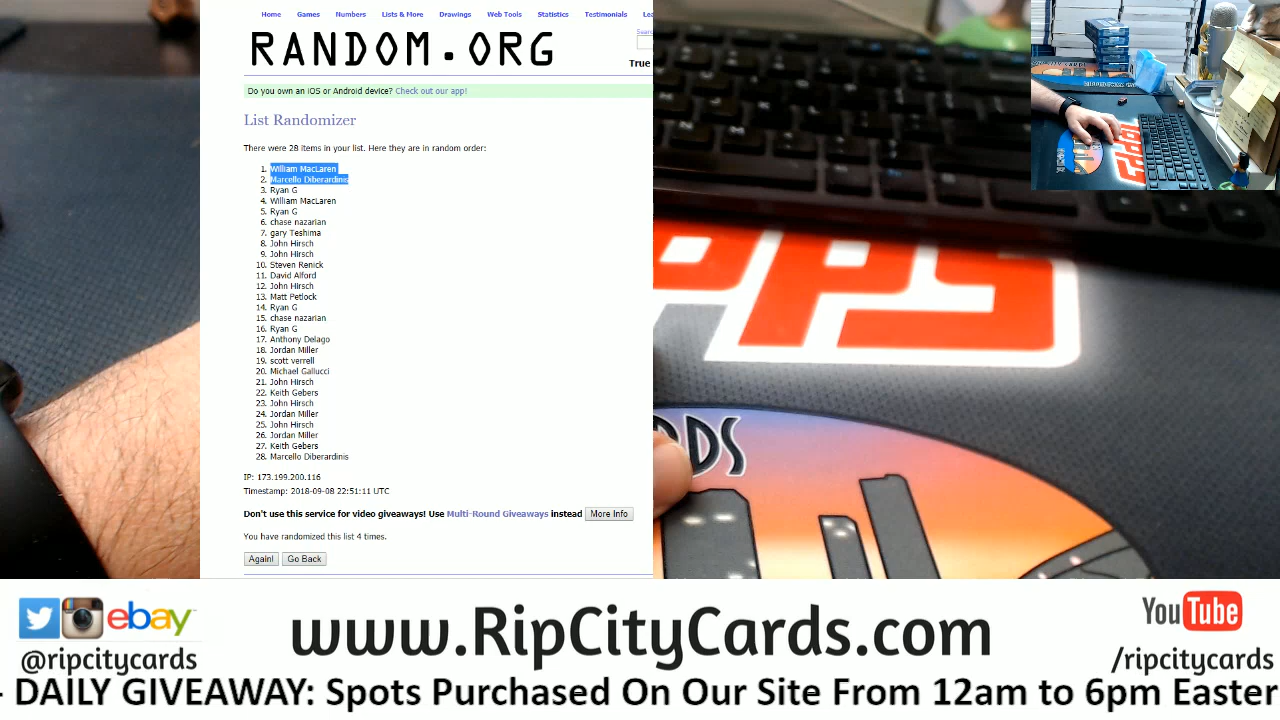 Home Games Numbers Lists & More Drawings Web Tools Statistics Testimonials
RANDOM.ORG
True
Do you own an iOS or Android device? Check out our app!
List Randomizer
There were 28 items in your list. Here they are in random order:
1. William MacLaren
2. Marcello Diberardinis
3. Ryan G
4. William MacLaren
5. Ryan G
6. chase nazarian
7. gary Teshima
8. John Hirsch
9. John Hirsch
10. Steven Renick
11. David Alford
12. John Hirsch
13. Matt Petlock
14. Ryan G
15. chase nazarian
16. Ryan G
17. Anthony Delago
18. Jordan Miller
19. scott verrell
20. Michael Gallucci
21. John Hirsch
22. Keith Gebers
23. John Hirsch
24. Jordan Miller
25. John Hirsch
26. Jordan Miller
27. Keith Gebers
28. Marcello Diberardinis
IP: 173.199.200.116
Timestamp: 2018-09-08 22:51:11 UTC
Don't use this service for video giveaways! Use Multi-Round Giveaways instead More Info
You have randomized this list 4 times.
Again! Go Back
TOPPS
PPS
RDS
ebay
@ripcitycards
www.RipCityCards.com
YouTube
/ripcitycards
- DAILY GIVEAWAY: Spots Purchased On Our Site From 12am to 6pm Easter